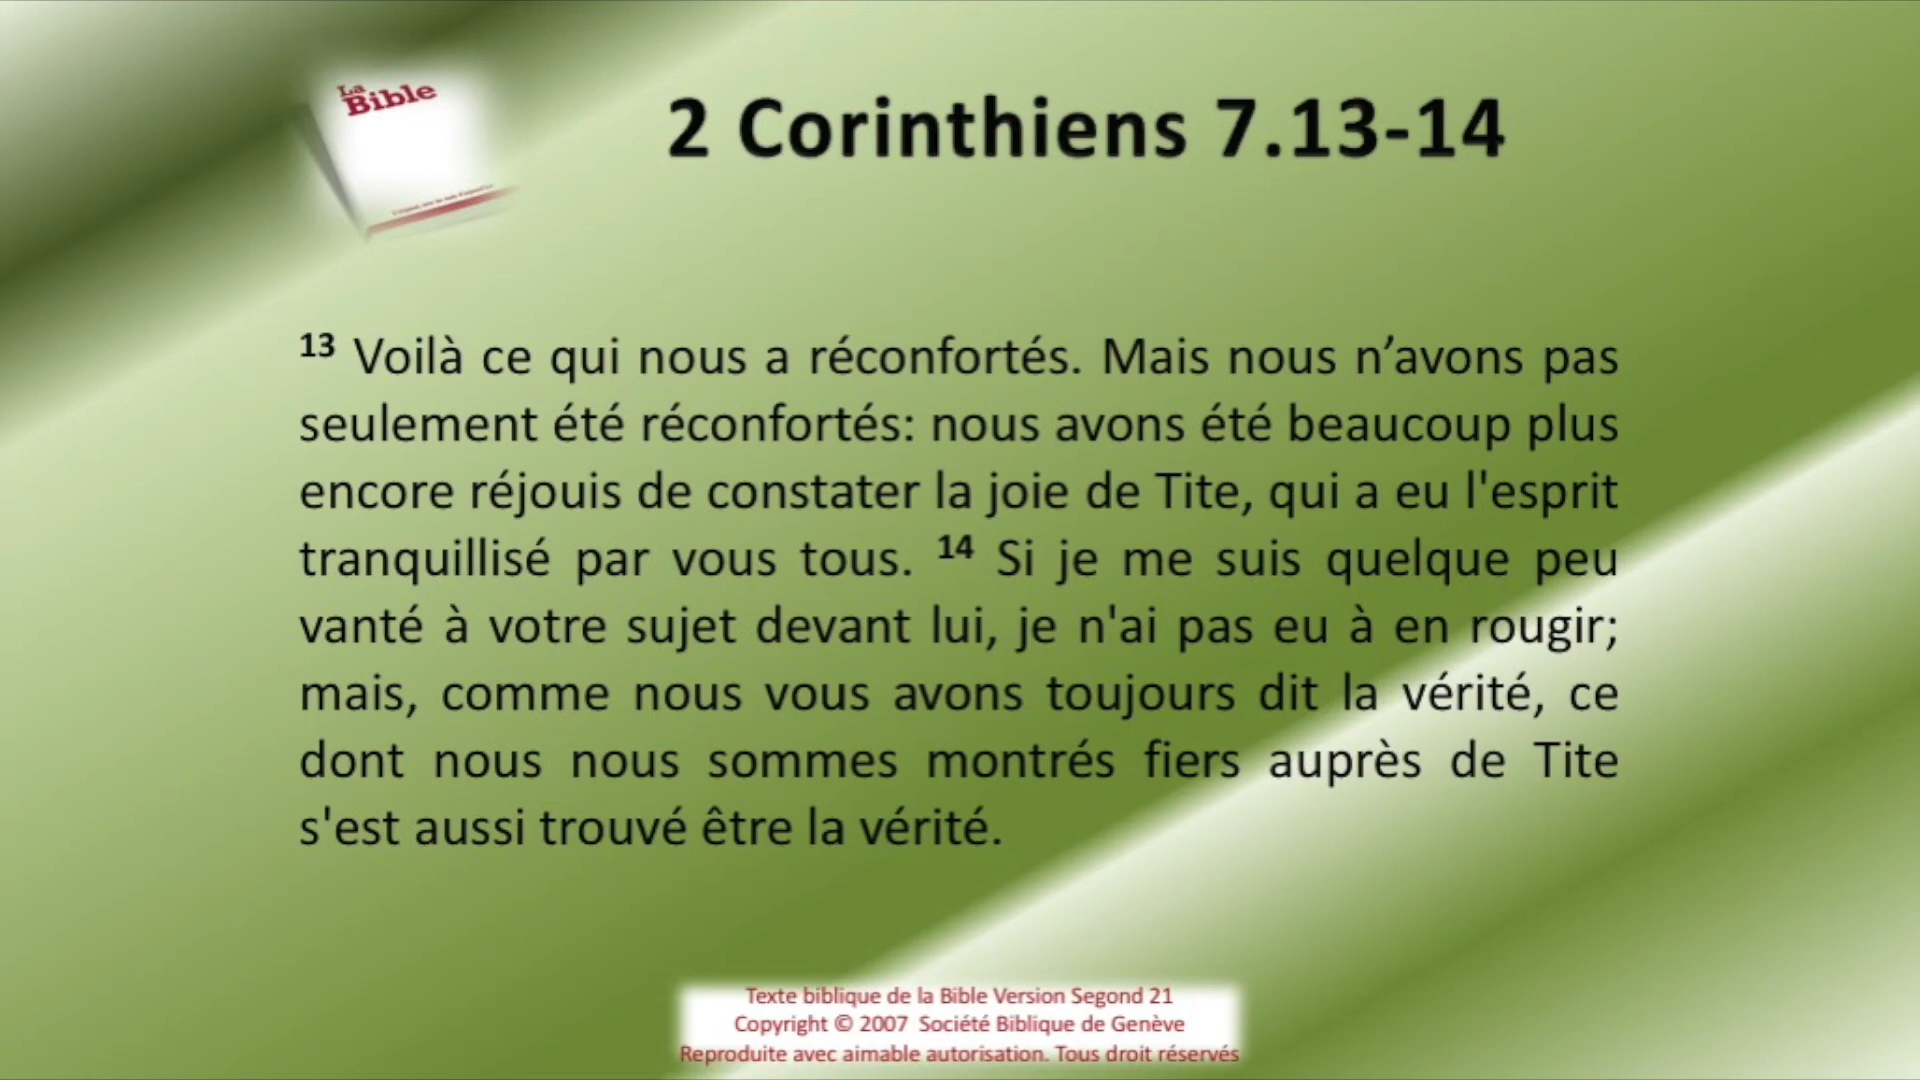 La
Bible
2 Corinthiens 7.13-14
13 Voilà ce qui nous a réconfortés. Mais nous n’avons pas
seulement été réconfortés: nous avons été beaucoup plus
encore réjouis de constater la joie de Tite, qui a eu l'esprit
tranquillisé par vous tous. 14 Si je me suis quelque peu
vanté à votre sujet devant lui, je n'ai pas eu à en rougir;
mais, comme nous vous avons toujours dit la vérité, ce
dont nous nous sommes montrés fiers auprès de Tite
s'est aussi trouvé être la vérité.
Texte biblique de la Bible Version Segond 21
Copyright © 2007 Société Biblique de Genève
Reproduite avec aimable autorisation. Tous droit réservés